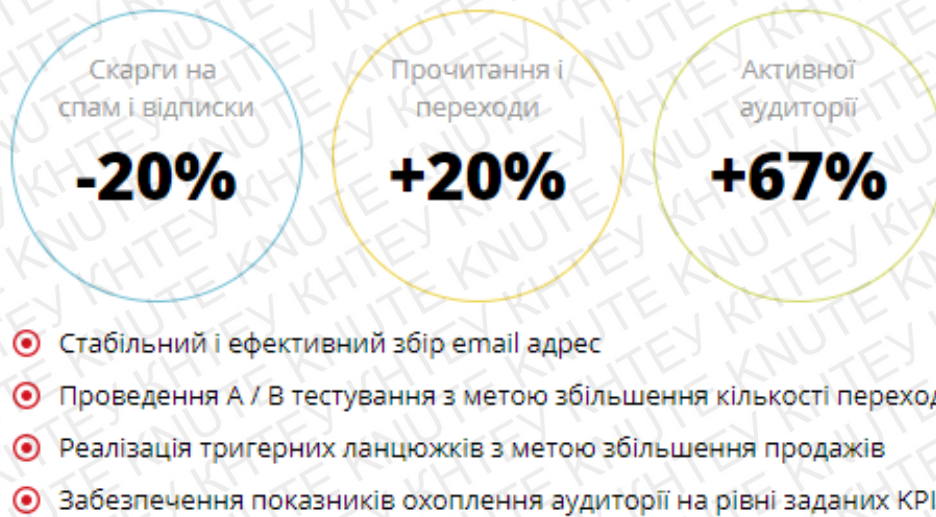 Скарги на
спам і відписки
-20%
Прочитання і
переходи
+20%
Активної
аудиторії
+67%
Стабільний і ефективний збір email адрес
Проведення А / В тестування з метою збільшення кількості переход
Реалізація тригерних ланцюжків з метою збільшення продажів
Забезпечення показників охоплення аудиторії на рівні заданих KPI